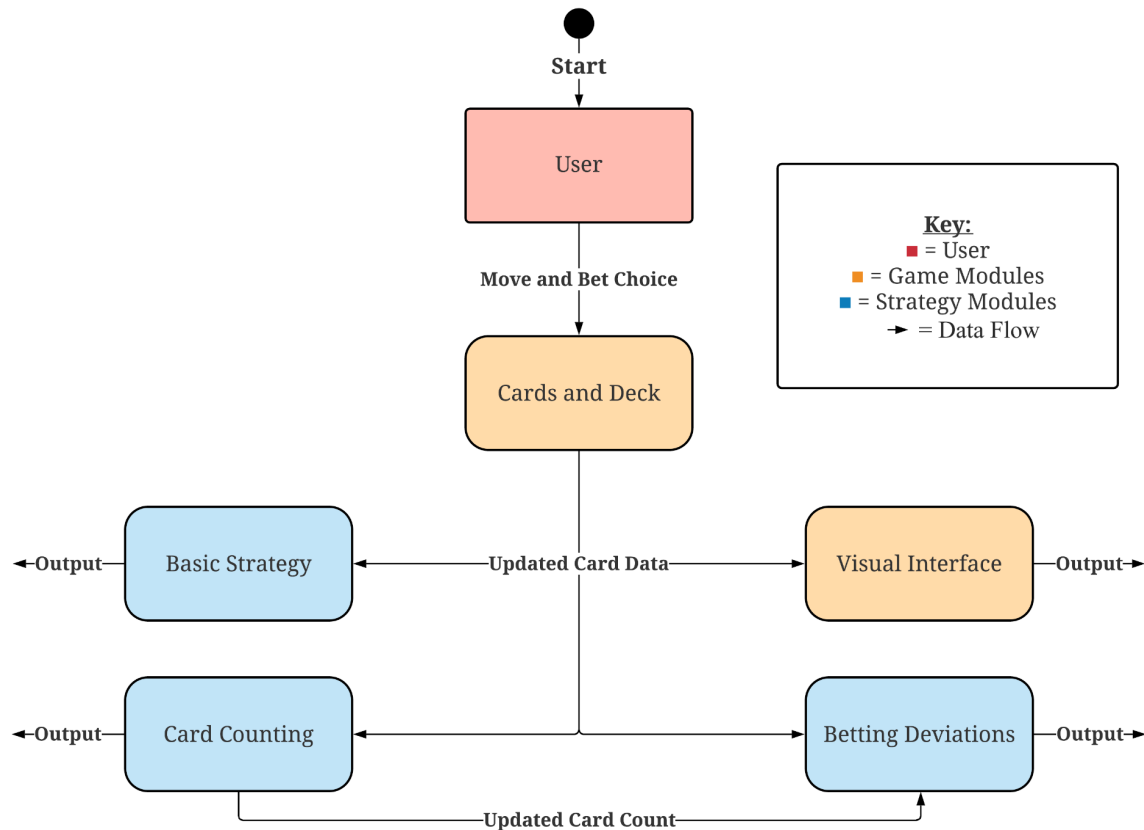 Start
User
Key:
= User
= Game Modules
= Strategy Modules
= Data Flow
Move and Bet Choice
Cards and Deck
Output
Basic Strategy
Updated Card Data
Visual Interface
Output
Output
Card Counting
Betting Deviations
Output
Updated Card Count